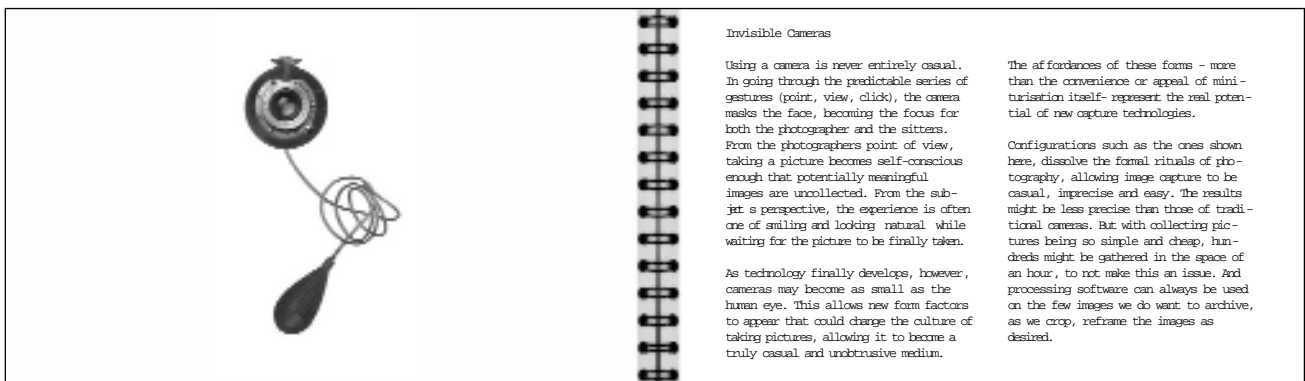 Invisible Cameras
Using a camera is never entirely casual.
In going through the predictable series of
gestures (point, view, click), the camera
masks the face, becoming the focus for
both the photographer and the sitters.
From the photographers point of view,
taking a picture becomes self-conscious
enough that potentially meaningful
images are uncollected. From the sub-
ject s perspective, the experience is often
one of smiling and looking  natural  while
waiting for the picture to be finally taken.
As technology finally develops, however,
cameras may become as small as the
human eye. This allows new form factors
to appear that could change the culture of
taking pictures, allowing it to become a
truly casual and unobtrusive medium.
The affordances of these forms - more
than the convenience or appeal of mini-
turisation itself- represent the real poten-
tial of new capture technologies.
Configurations such as the ones shown
here, dissolve the formal rituals of pho-
tography, allowing image capture to be
casual, imprecise and easy. The results
might be less precise than those of tradi-
tional cameras. But with collecting pic-
tures being so simple and cheap, hun-
dreds might be gathered in the space of
an hour, to not make this an issue. And
processing software can always be used
on the few images we do want to archive,
as we crop, reframe the images as
desired.